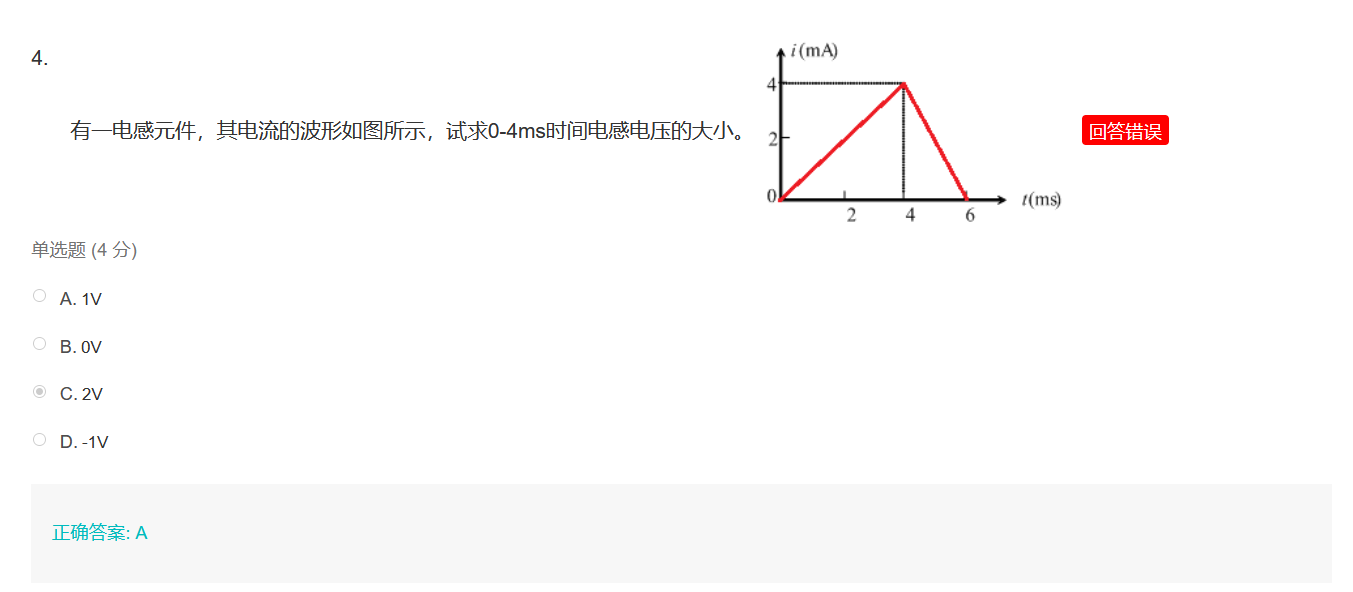 4.
i(mA)
4
有一电感元件，其电流的波形如图所示，试求0-4ms时间电感电压的大小。
2
回答错误
0
t(ms)
2 4 6
单选题 (4 分)
A. 1V
B. 0V
C. 2V
D. -1V
正确答案: A